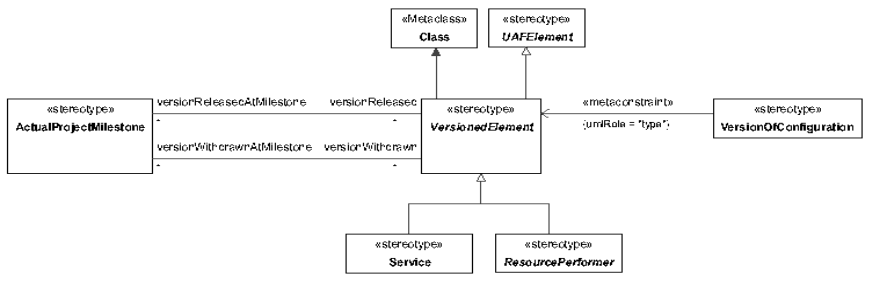 «Metaclass»
Class
«stereotype»
UAFElement
«stereotype»
ActualProjectMilestone
versionReleasedAtMilestone
versionReleased
*
*
versionWithdrawnAtMilestone
versionWithdrawn
*
*
«stereotype»
VersionedElement
«metaconstraint»
{umlRole = "type"}
«stereotype»
VersionOfConfiguration
«stereotype»
Service
«stereotype»
ResourcePerformer